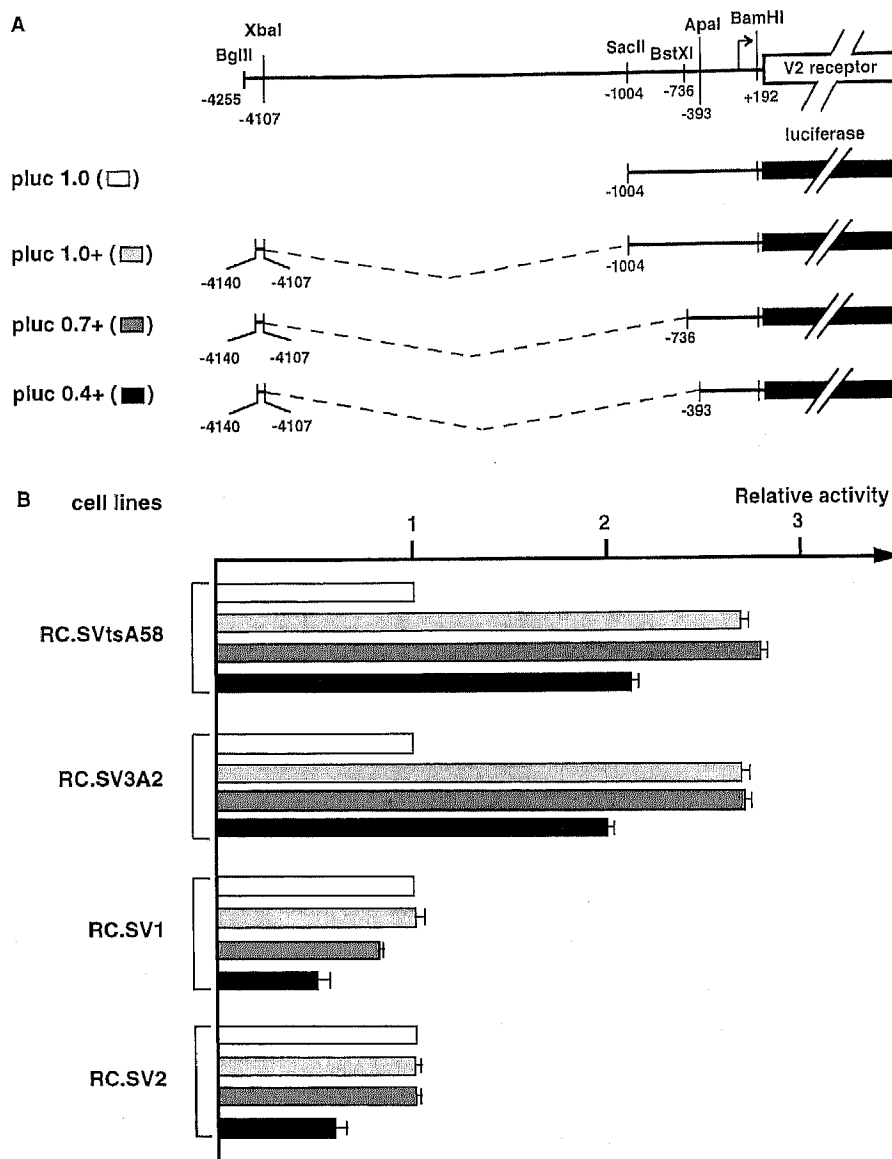 A
XbaI
BglII
-4255
-4107
SacII
BstXI
ApaI
BamHI
-1004
-736
-393
+192
V2 receptor
luciferase
pluc 1.0 ( )
-1004
pluc 1.0+ ( )
-4140
-4107
-1004
pluc 0.7+ ( )
-4140
-4107
-736
pluc 0.4+ ( )
-4140
-4107
-393
B
cell lines
Relative activity
1
2
3
RC.SVtsA58
RC.SV3A2
RC.SV1
RC.SV2